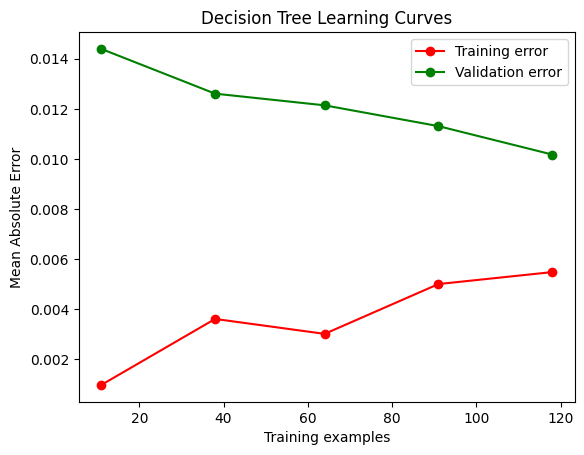 Decision Tree Learning Curves
Training error
Validation error
Mean Absolute Error
0.014
0.012
0.010
0.008
0.006
0.004
0.002
20
40
60
80
100
120
Training examples